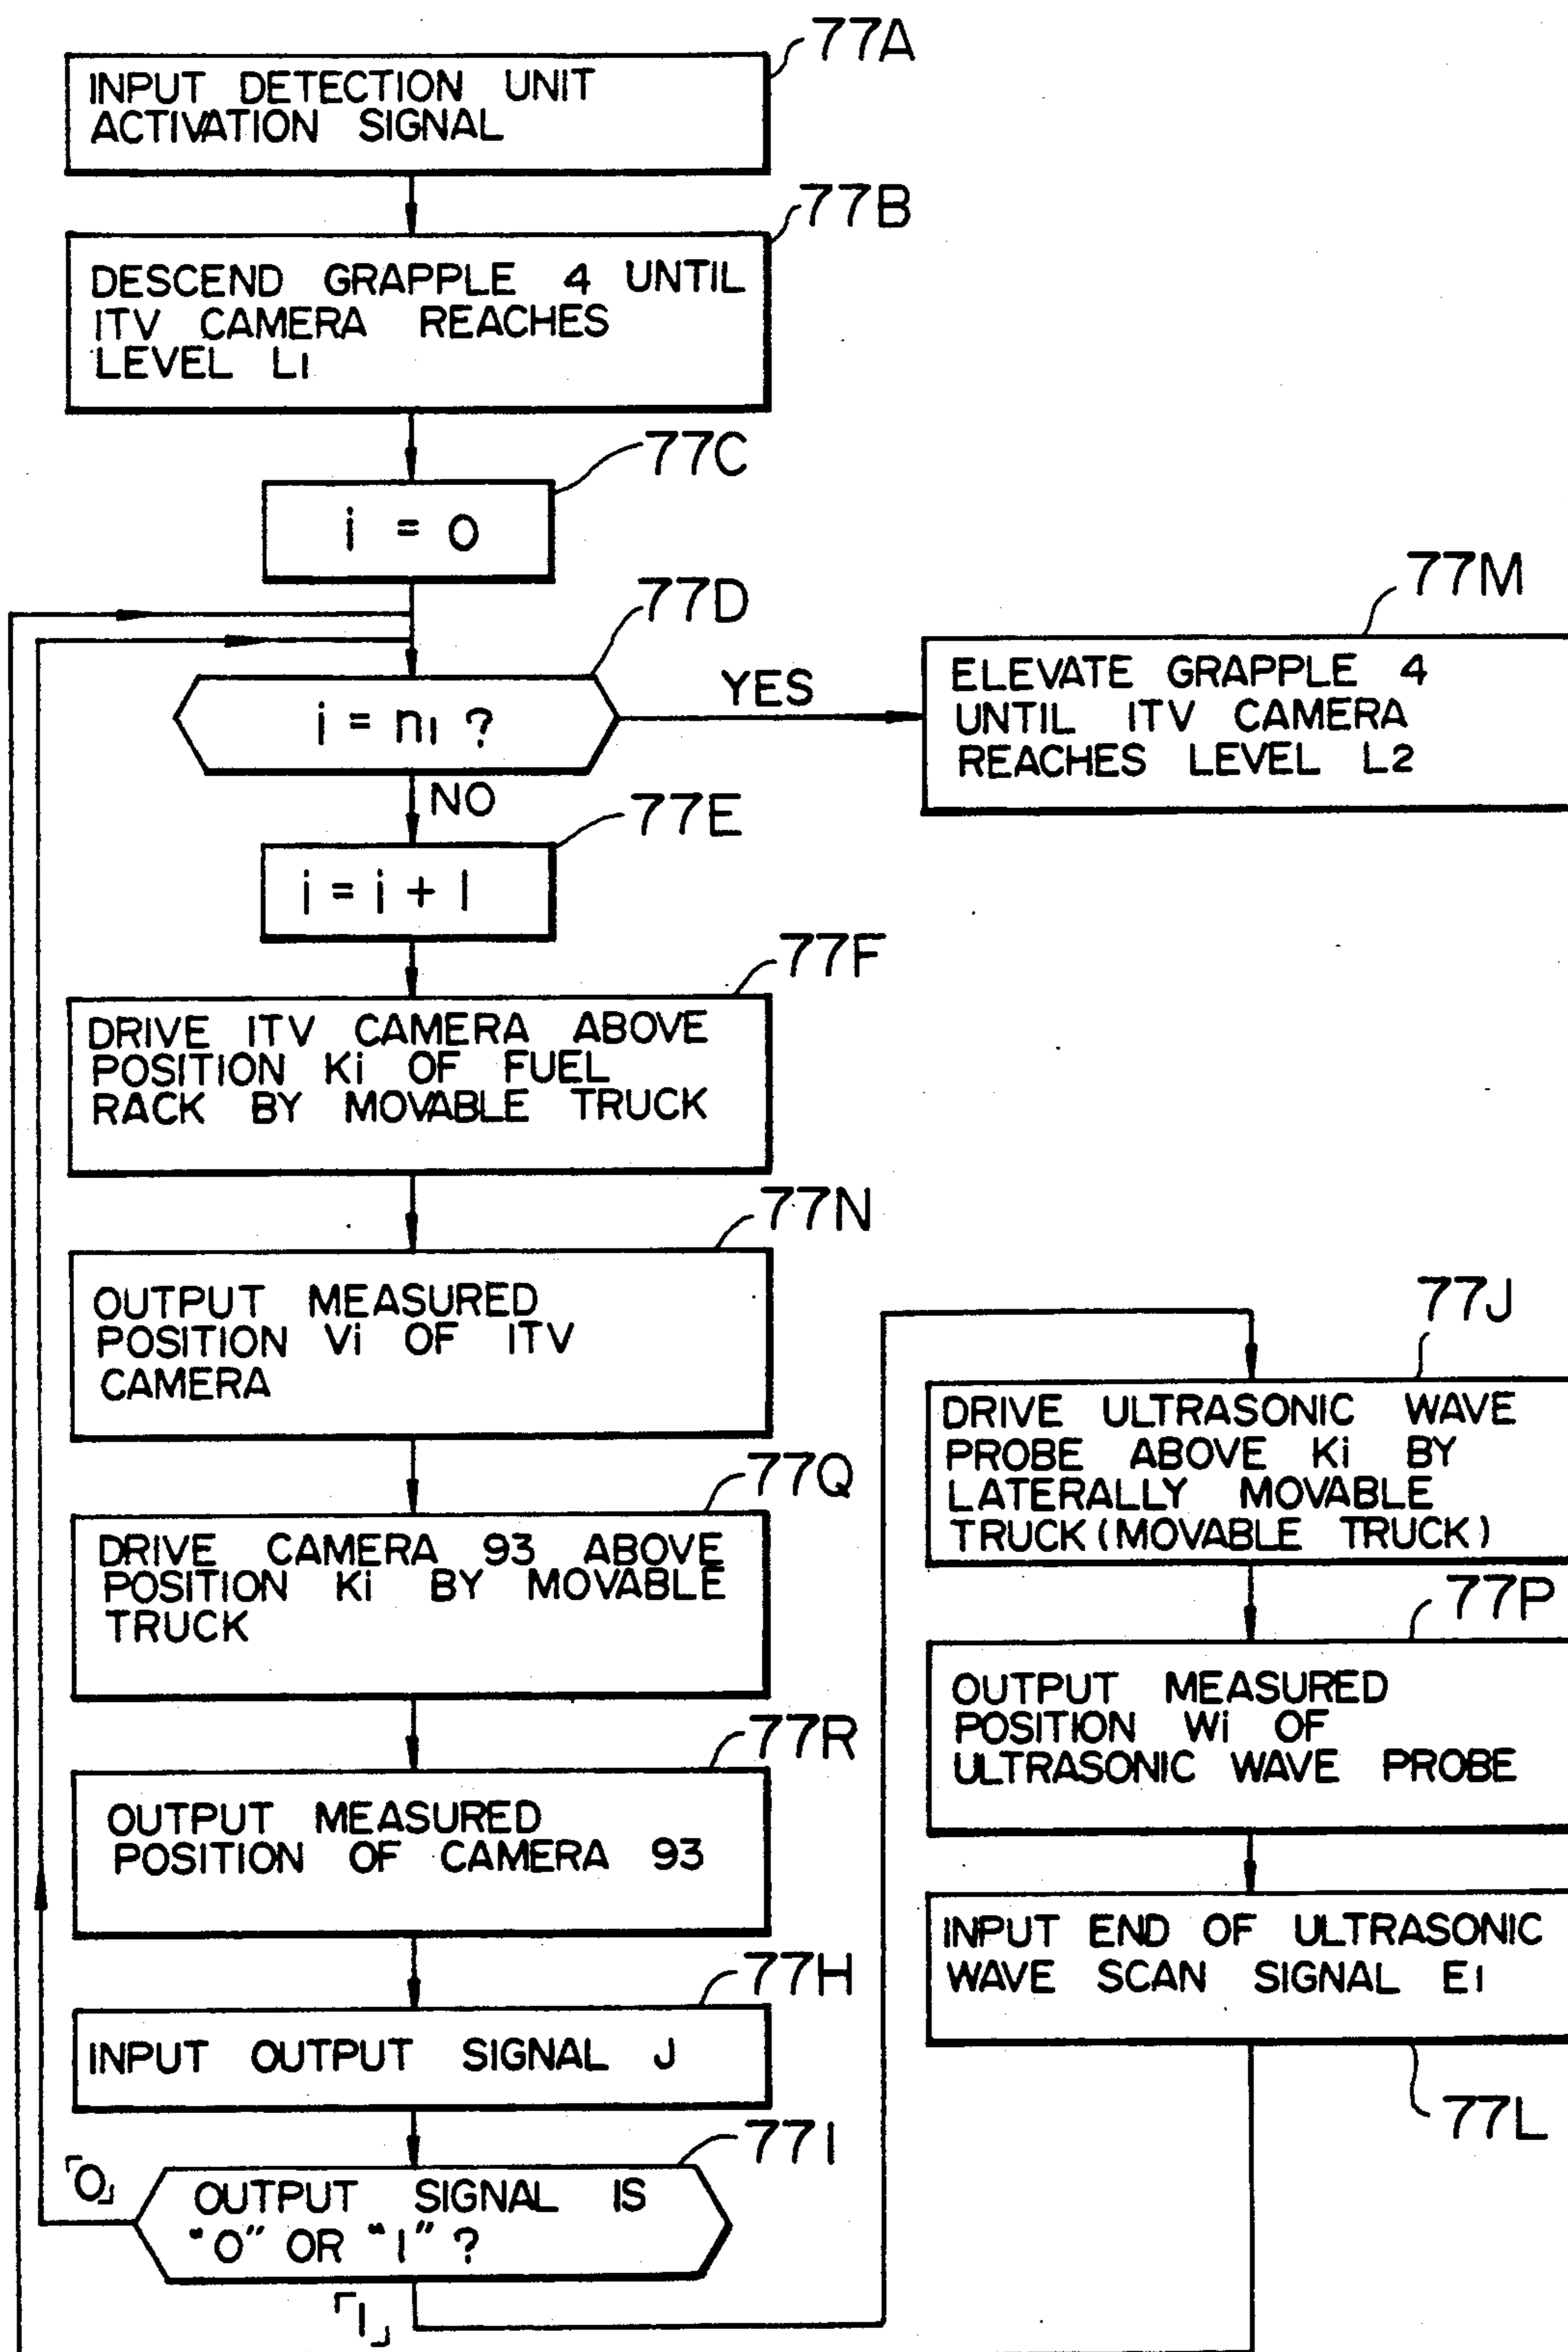 77A
INPUT DETECTION UNIT
ACTIVATION SIGNAL
77B
DESCEND GRAPPLE 4 UNTIL
ITV CAMERA REACHES
LEVEL L1
77C
i = 0
77D
i = n1 ?
YES
NO
77M
ELEVATE GRAPPLE 4
UNTIL ITV CAMERA
REACHES LEVEL L2
77E
i = i + 1
77F
DRIVE ITV CAMERA ABOVE
POSITION Ki OF FUEL
RACK BY MOVABLE TRUCK
77N
OUTPUT MEASURED
POSITION Vi OF ITV
CAMERA
77Q
DRIVE CAMERA 93 ABOVE
POSITION Ki BY MOVABLE
TRUCK
77R
OUTPUT MEASURED
POSITION OF CAMERA 93
77H
INPUT OUTPUT SIGNAL J
77I
OUTPUT SIGNAL IS
"0" OR "1" ?
「0」
「1」
77J
DRIVE ULTRASONIC WAVE
PROBE ABOVE Ki BY
LATERALLY MOVABLE
TRUCK (MOVABLE TRUCK)
77P
OUTPUT MEASURED
POSITION Wi OF
ULTRASONIC WAVE PROBE
INPUT END OF ULTRASONIC
WAVE SCAN SIGNAL E1
77L